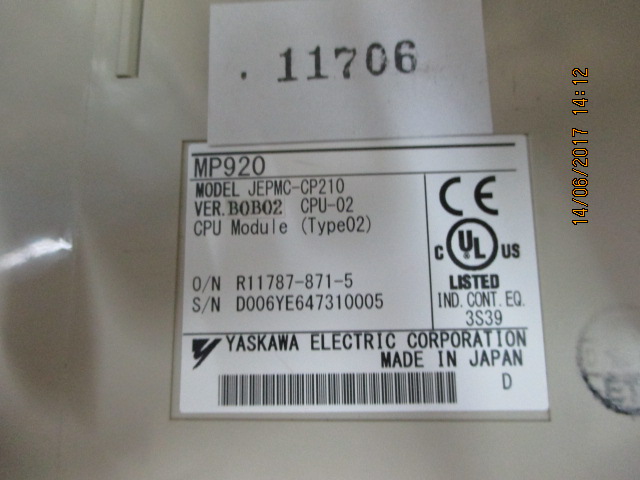 . 11706
14/06/2017 14:12
MP920
MODEL JEPMC-CP210
VER.B0B02 CPU-02
CPU Module (Type02)
O/N R11787-871-5
S/N D006YE647310005
CE
C UL US
LISTED
IND. CONT. EQ.
3S39
YASKAWA ELECTRIC CORPORATION
MADE IN JAPAN
D